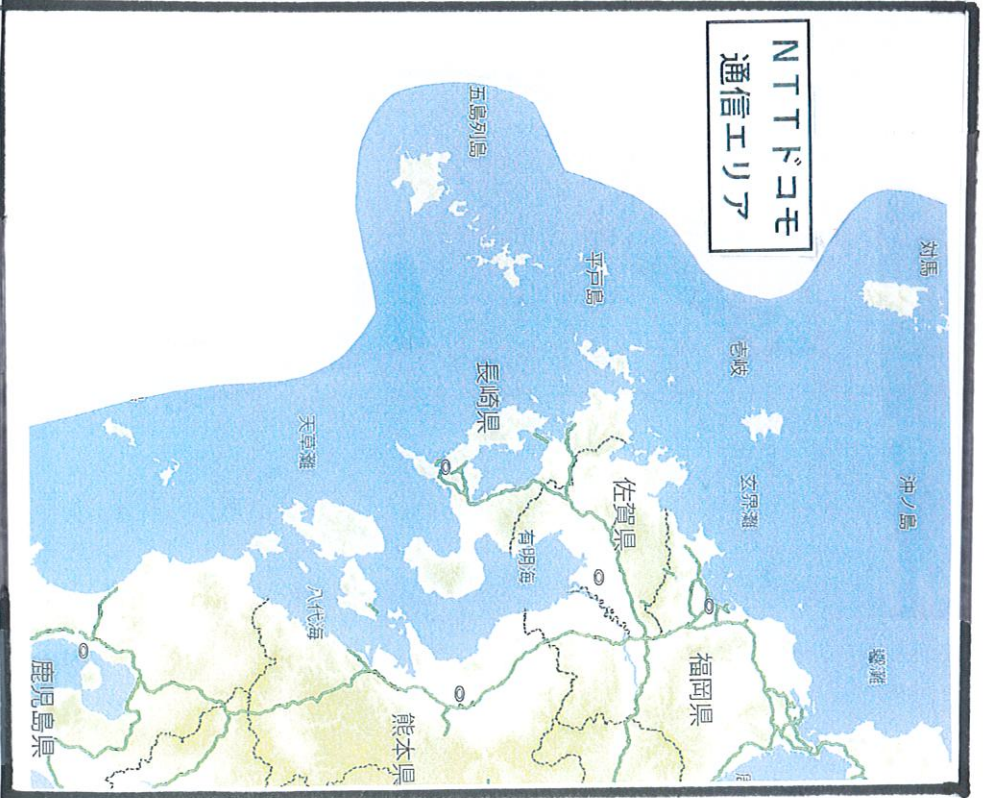 NTTドコモ
通信エリア
対馬
沖ノ島
響灘
壱岐
玄界灘
福岡県
平戸島
佐賀県
五島列島
長崎県
有明海
熊本県
天草灘
八代海
鹿児島県